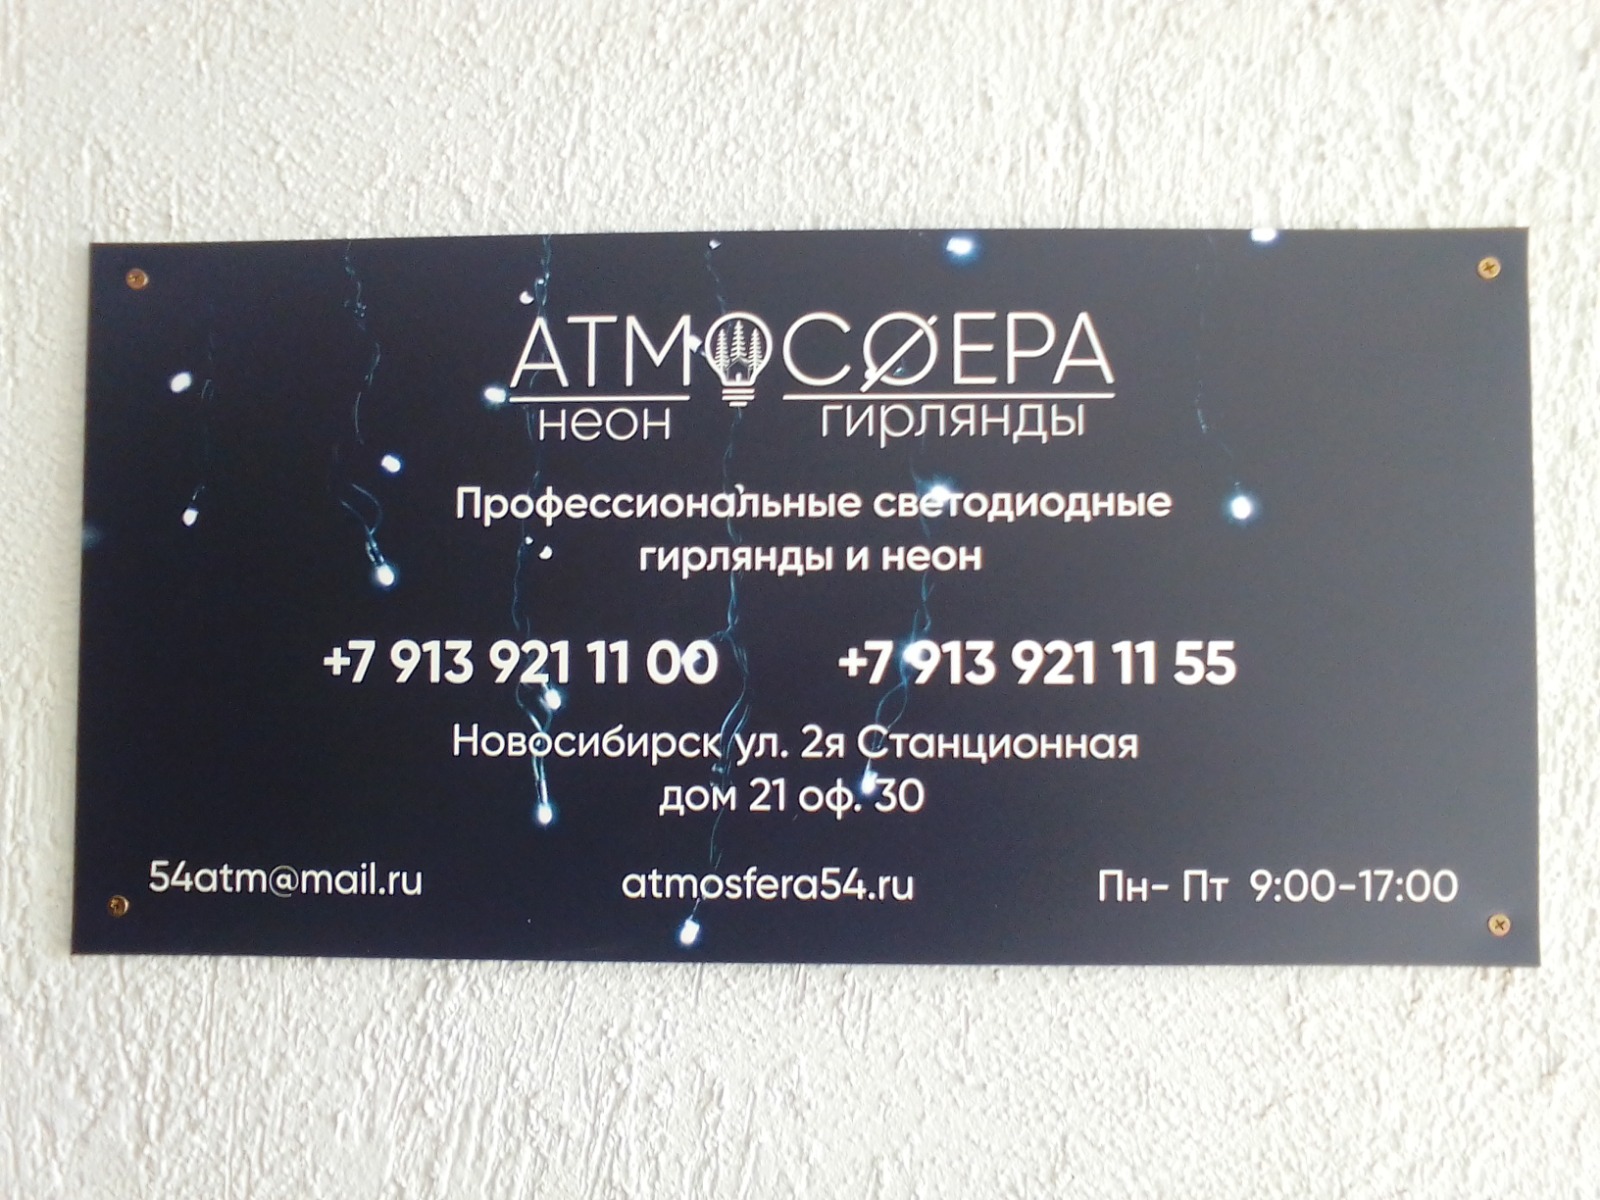 АТМОСФЕРА
неон гирлянды
Профессиональные светодиодные
гирлянды и неон
+7 913 921 11 00 +7 913 921 11 55
Новосибирск ул. 2я Станционная
дом 21 оф. 30
54atm@mail.ru atmosfera54.ru Пн- Пт 9:00-17:00